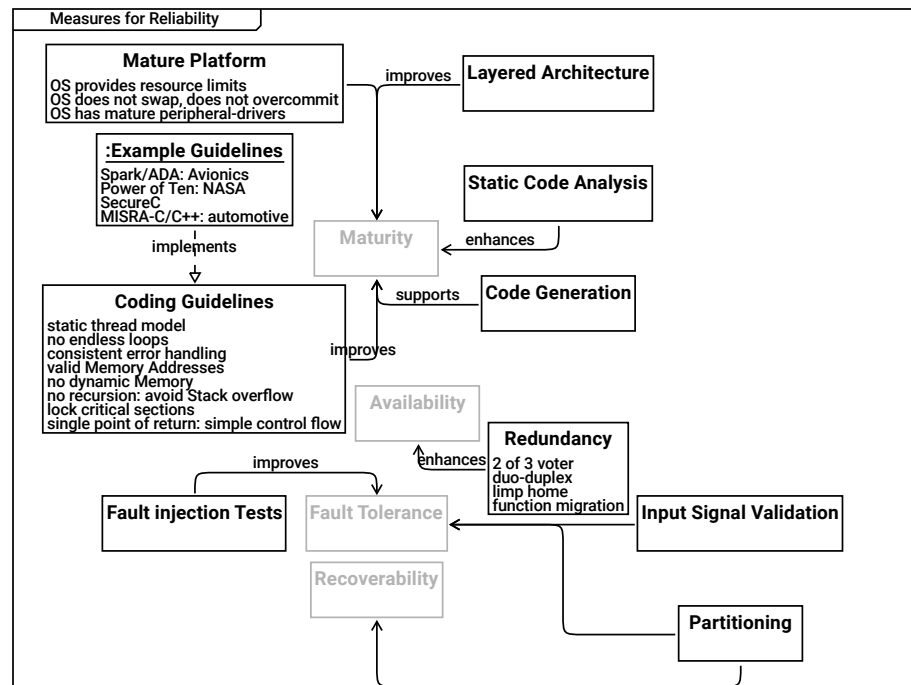 Measures for Reliability
Mature Platform
OS provides resource limits
OS does not swap, does not overcommit
OS has mature peripheral-drivers
improves
Layered Architecture
:Example Guidelines
Spark/ADA: Avionics
Power of Ten: NASA
SecureC
MISRA-C/C++: automotive
Static Code Analysis
Maturity
enhances
implements
Coding Guidelines
static thread model
no endless loops
consistent error handling
valid Memory Addresses
no dynamic Memory
no recursion: avoid Stack overflow
lock critical sections
single point of return: simple control flow
supports
Code Generation
improves
Availability
enhances
Redundancy
2 of 3 voter
duo-duplex
limp home
function migration
improves
Fault injection Tests
Fault Tolerance
Input Signal Validation
Recoverability
Partitioning